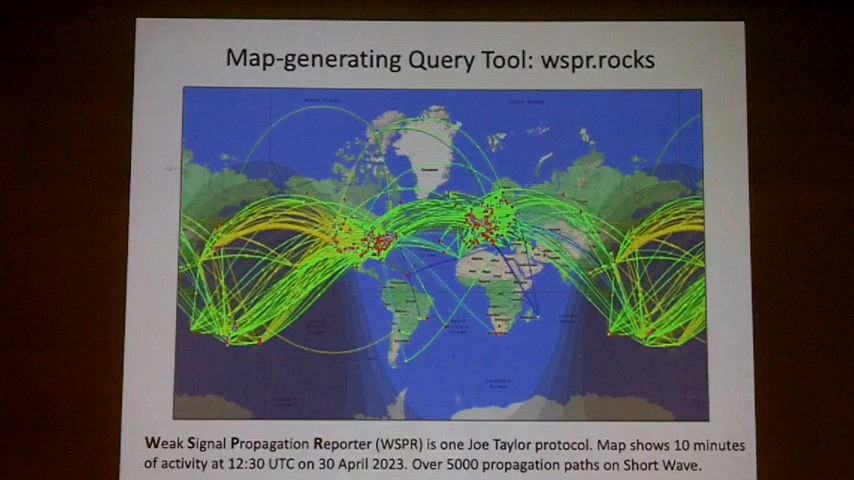 Map-generating Query Tool: wspr.rocks
Weak Signal Propagation Reporter (WSPR) is one Joe Taylor protocol. Map shows 10 minutes
of activity at 12:30 UTC on 30 April 2023. Over 5000 propagation paths on Short Wave.